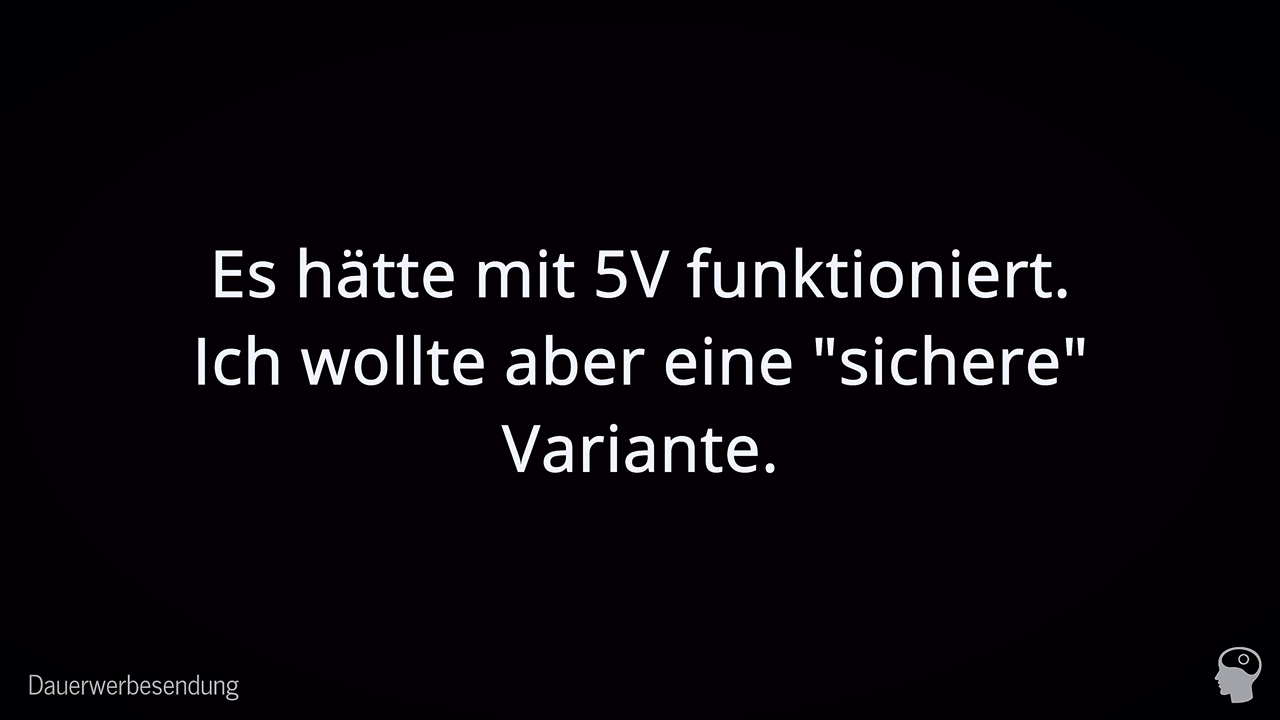 Es hätte mit 5V funktioniert.
Ich wollte aber eine "sichere"
Variante.
Dauerwerbesendung